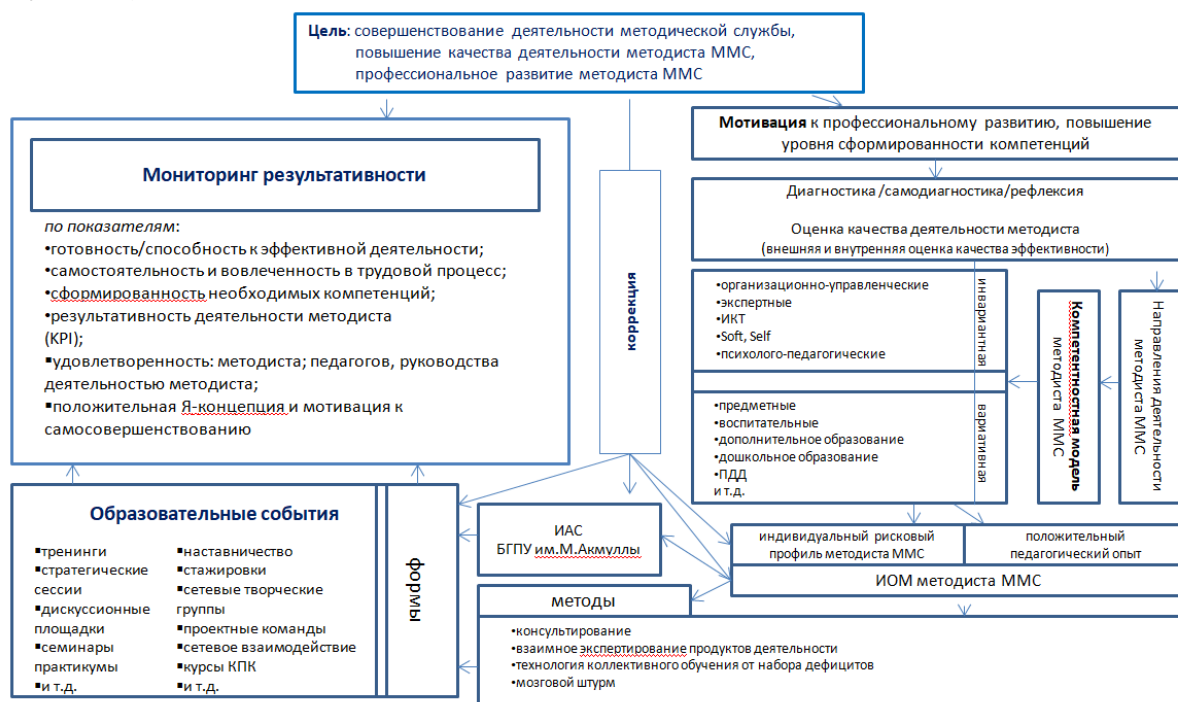 Цель: совершенствование деятельности методической службы,
повышение качества деятельности методиста ММС,
профессиональное развитие методиста ММС
Мониторинг результативности
по показателям:
•готовность/способность к эффективной деятельности;
•самостоятельность и вовлеченность в трудовой процесс;
•сформированность необходимых компетенций;
•результативность деятельности методиста
(KPI);
▪удовлетворенность: методиста; педагогов, руководства
деятельностью методиста;
▪положительная Я-концепция и мотивация к
самосовершенствованию
коррекция
Мотивация к профессиональному развитию, повышение
уровня сформированности компетенций
Диагностика /самодиагностика/рефлексия
Оценка качества деятельности методиста
(внешняя и внутренняя оценка качества эффективности)
•организационно-управленческие
•экспертные
•ИКТ
•Soft, Self
•психолого-педагогические
инвариантная
•предметные
•воспитательные
•дополнительное образование
•дошкольное образование
•ПДД
и т.д.
вариативная
Компетентностная модель
методиста ММС
Направления деятельности
методиста ММС
Образовательные события
▪тренинги
▪стратегические
сессии
▪дискуссионные
площадки
▪семинары
практикумы
▪и т.д.
▪наставничество
▪стажировки
▪сетевые творческие
группы
▪проектные команды
▪сетевое взаимодействие
▪курсы КПК
▪и т.д.
формы
ИАС
БГПУ им.М.Акмуллы
индивидуальный рисковый
профиль методиста ММС
положительный
педагогический опыт
ИОМ методиста ММС
методы
•консультирование
•взаимное экспертирование продуктов деятельности
•технология коллективного обучения от набора дефицитов
•мозговой штурм